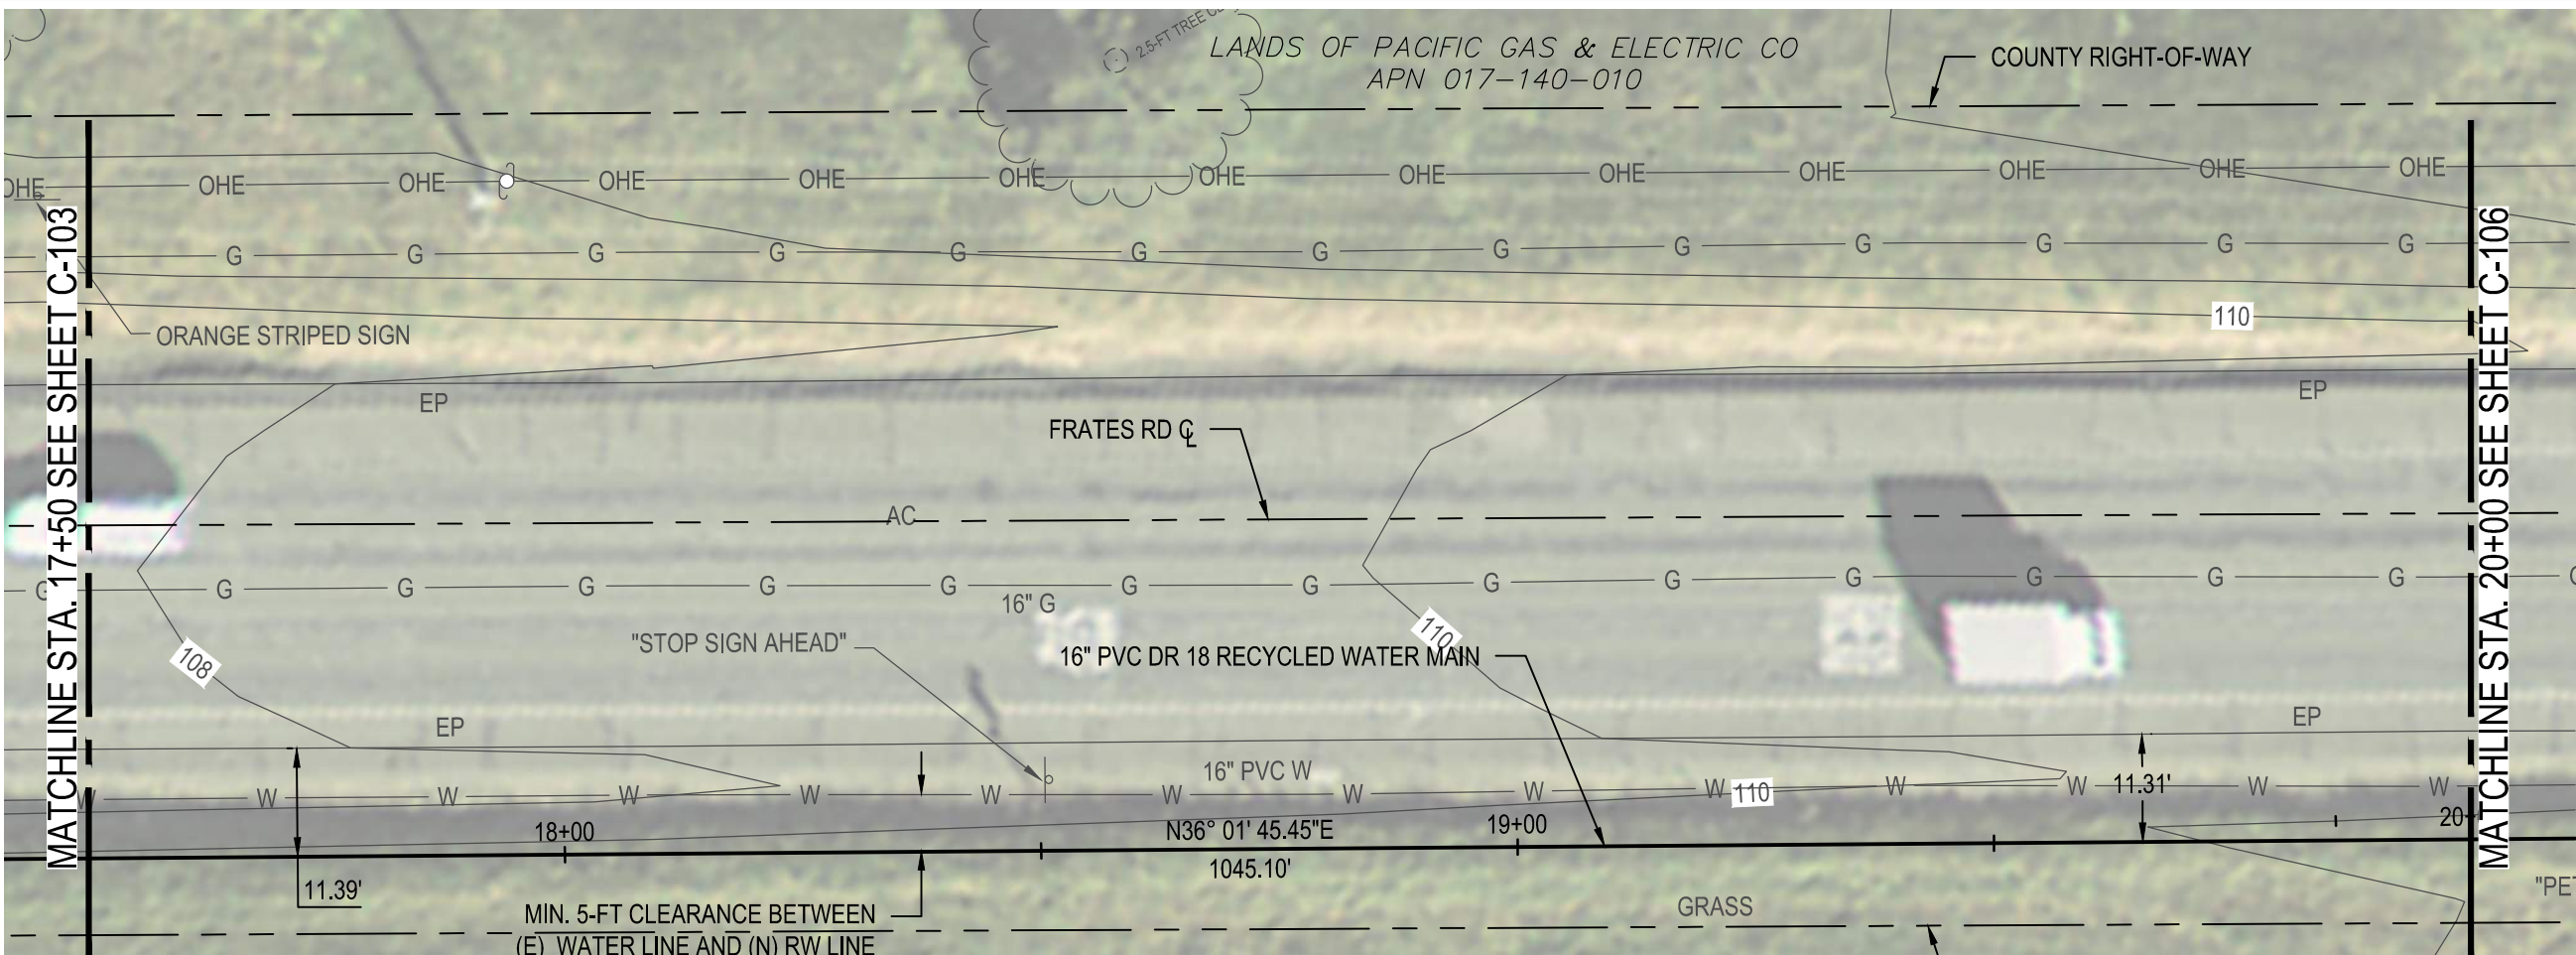 2.5-FT TREE
LANDS OF PACIFIC GAS & ELECTRIC CO
APN 017-140-010
COUNTY RIGHT-OF-WAY
OHE OHE OHE OHE OHE OHE OHE OHE OHE OHE OHE OHE OHE
G G G G G G G G G G G G G
110
ORANGE STRIPED SIGN
EP
EP
FRATES RD ℄
AC
G G G G G G G G G G G G G G
16" G
"STOP SIGN AHEAD"
110
16" PVC DR 18 RECYCLED WATER MAIN
108
EP
EP
16" PVC W
W W W W W W W W W W W W W W
110
11.31'
18+00
N36° 01' 45.45"E
19+00
20
1045.10'
11.39'
MIN. 5-FT CLEARANCE BETWEEN
(E) WATER LINE AND (N) RW LINE
GRASS
MATCHLINE STA. 17+50 SEE SHEET C-103
MATCHLINE STA. 20+00 SEE SHEET C-106